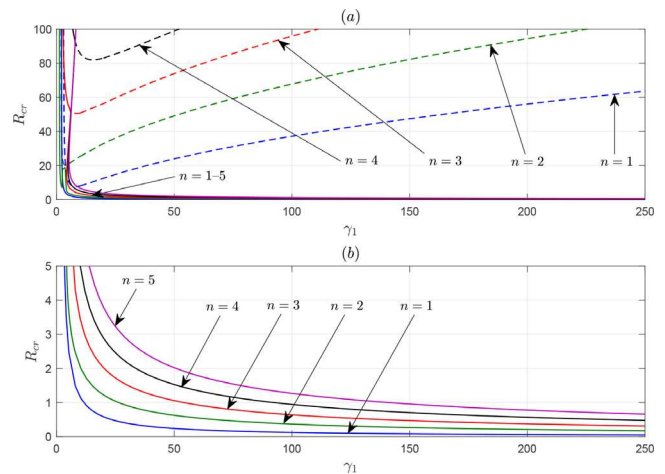 (a)
100
80
60
40
20
0
R_cr
n = 4
n = 3
n = 2
n = 1
n = 1–5
0
50
100
150
200
250
γ₁
(b)
5
4
3
2
1
0
R_cr
n = 5
n = 4
n = 3
n = 2
n = 1
0
50
100
150
200
250
γ₁